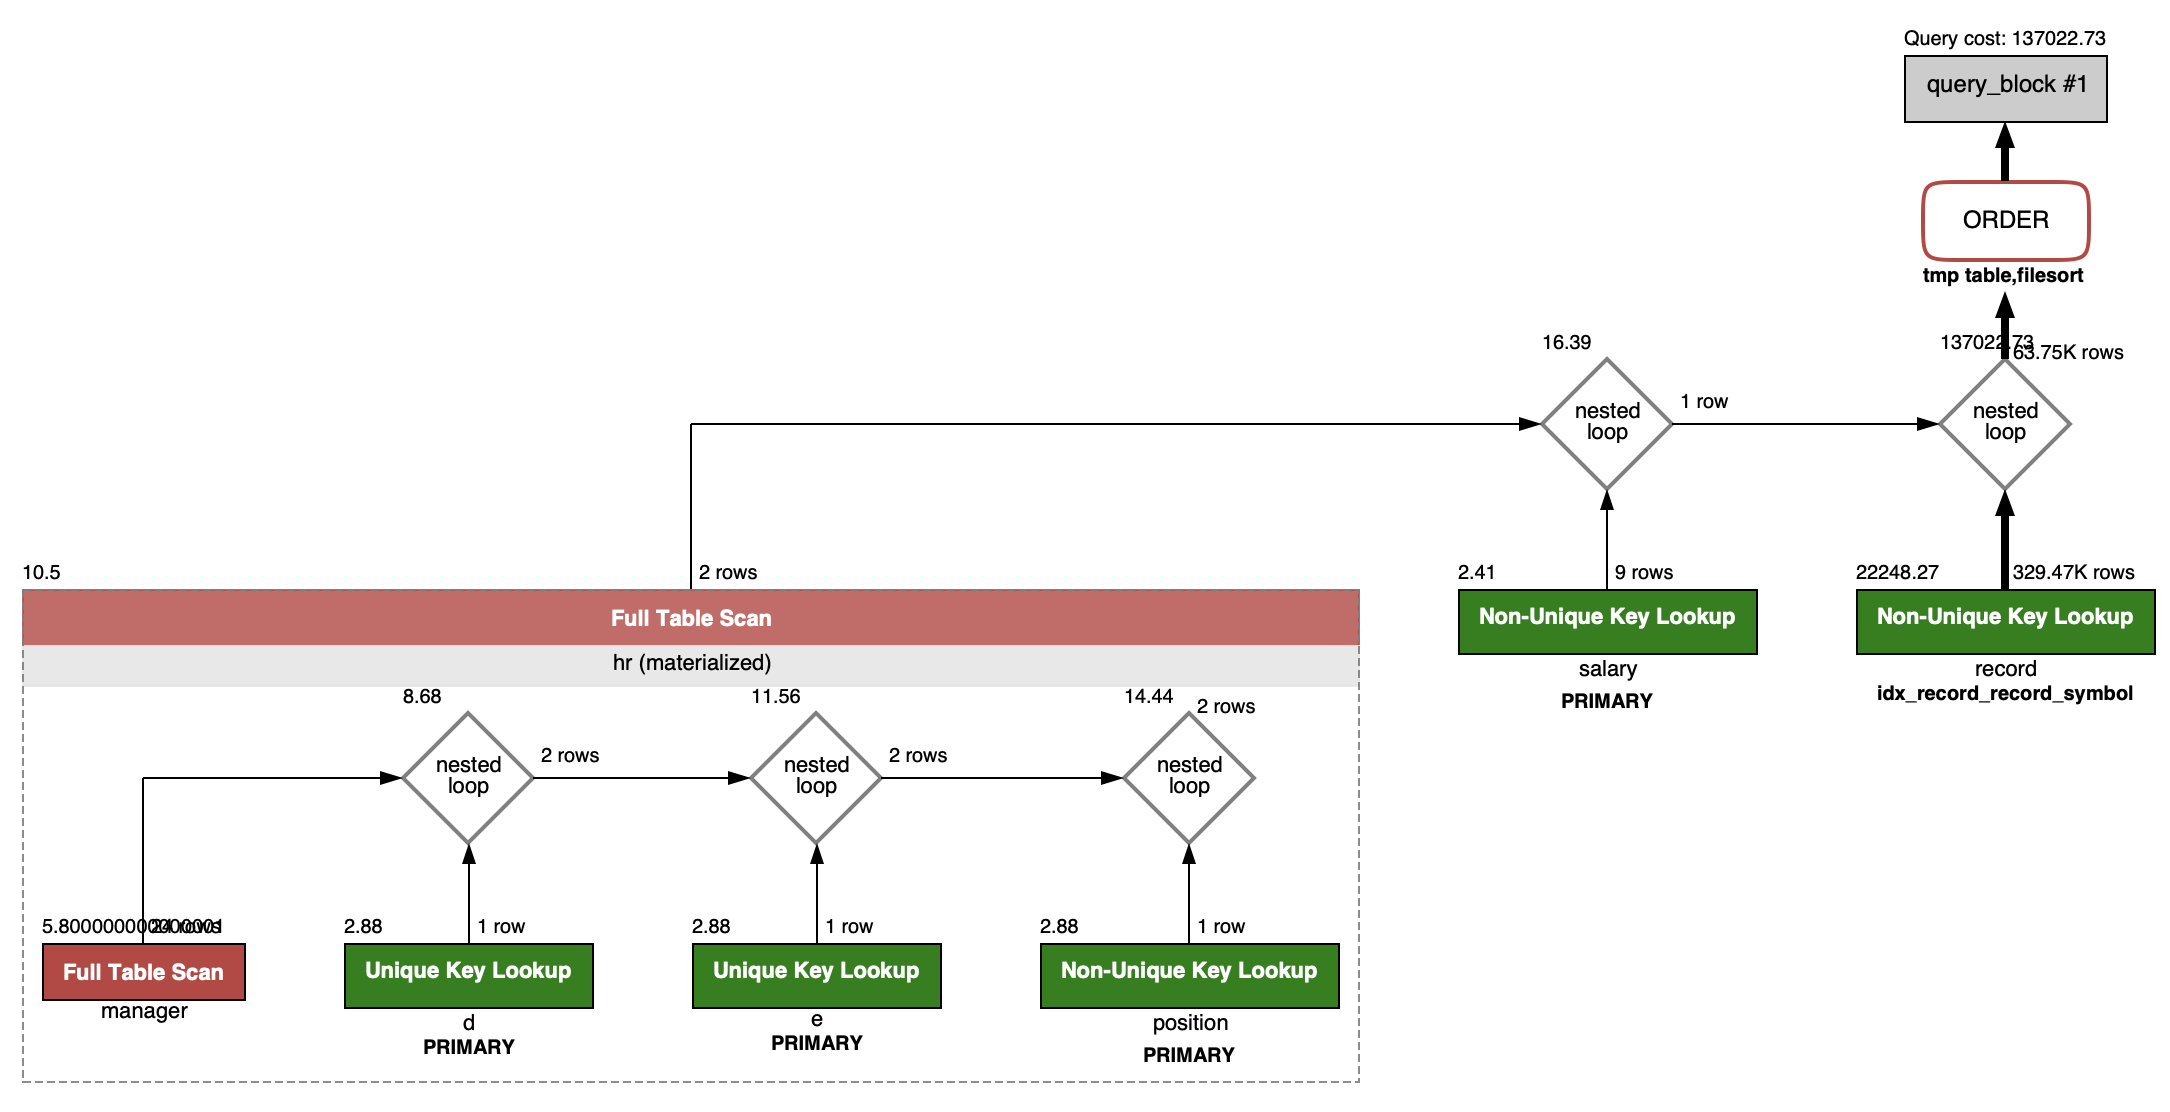 Query cost: 137022.73
query_block #1
ORDER
tmp table,filesort
137022.73
63.75K rows
nested
loop
16.39
nested
loop
1 row
10.5
2 rows
Full Table Scan
hr (materialized)
2.41
9 rows
Non-Unique Key Lookup
salary
PRIMARY
22248.27
329.47K rows
Non-Unique Key Lookup
record
idx_record_record_symbol
8.68
nested
loop
2 rows
11.56
nested
loop
2 rows
14.44
2 rows
nested
loop
5.800000000000001
24 rows
Full Table Scan
manager
2.88
1 row
Unique Key Lookup
d
PRIMARY
2.88
1 row
Unique Key Lookup
e
PRIMARY
2.88
1 row
Non-Unique Key Lookup
position
PRIMARY